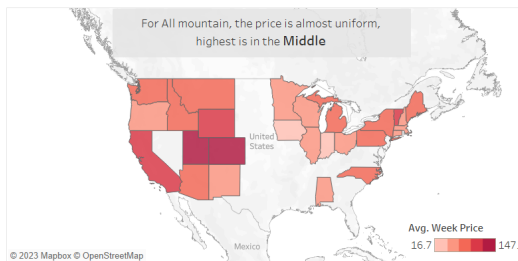 For All mountain, the price is almost uniform,
highest is in the Middle
United
States
Mexico
Avg. Week Price
16.7 147.
© 2023 Mapbox © OpenStreetMap